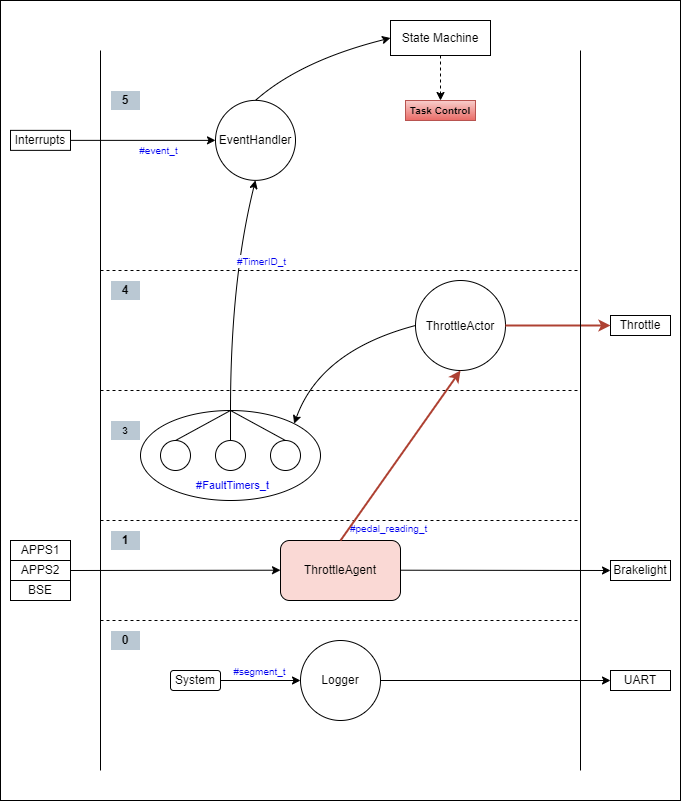 State Machine
5
Task Control
Interrupts
EventHandler
#event_t
#TimerID_t
4
ThrottleActor
Throttle
3
#FaultTimers_t
#pedal_reading_t
1
APPS1
APPS2
BSE
ThrottleAgent
Brakelight
0
#segment_t
System
Logger
UART